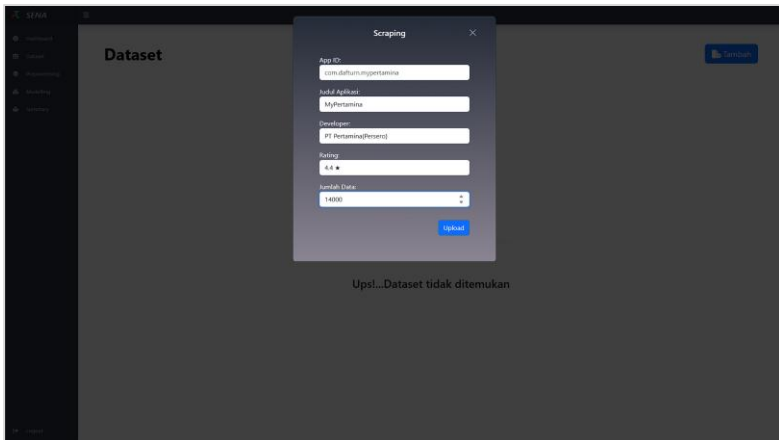 SENA
Dataset
Tambah
Scraping
App ID:
com.dafturn.mypertamina
Judul Aplikasi:
MyPertamina
Developer:
PT Pertamina(Persero)
Rating:
4.4 ★
Jumlah Data:
14000
Upload
Ups!...Dataset tidak ditemukan